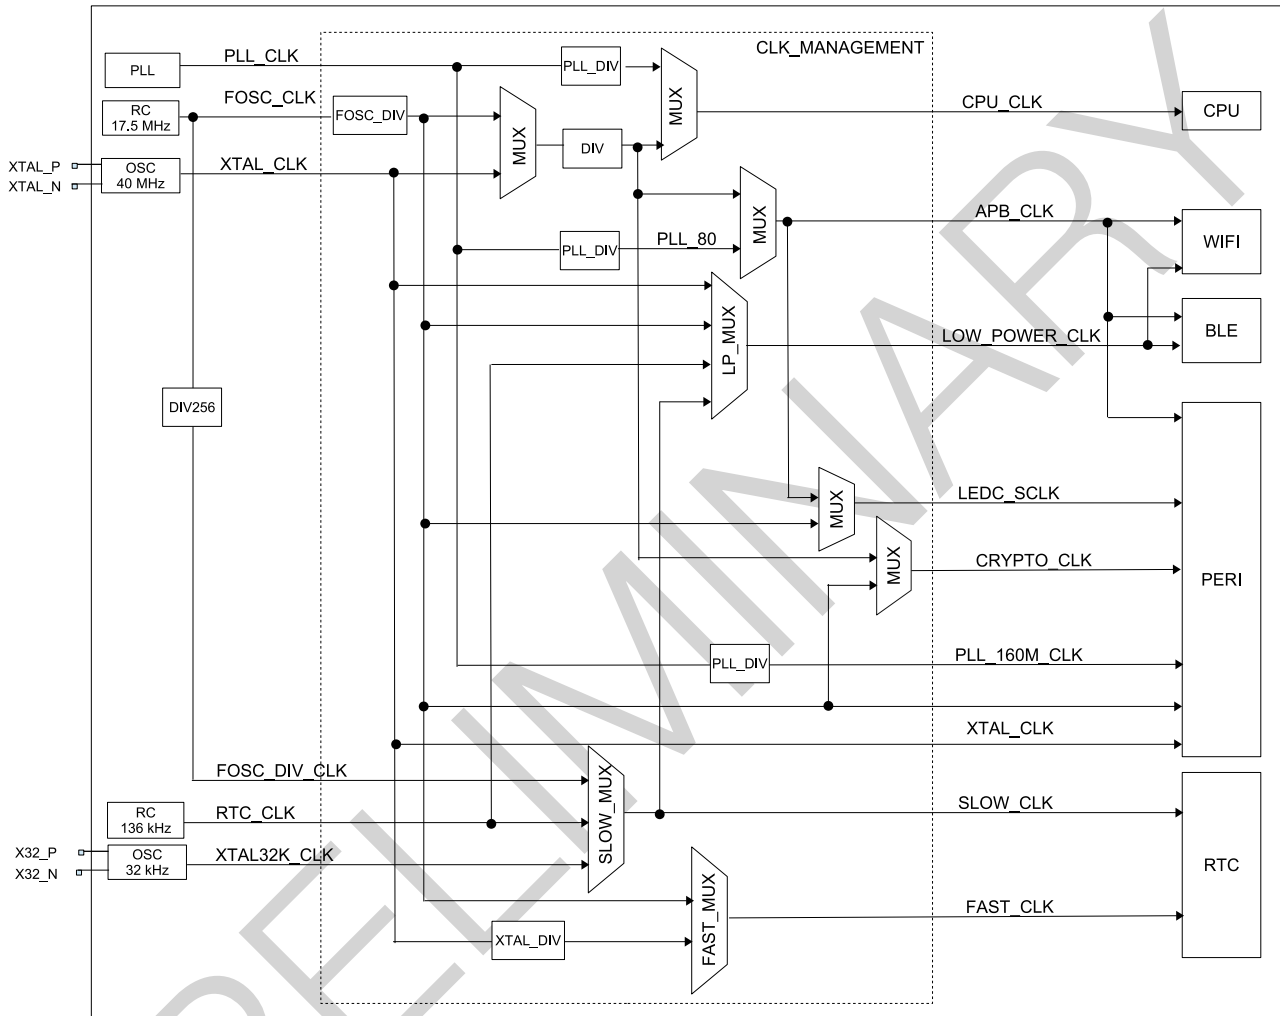 CLK_MANAGEMENT
PLL
PLL_CLK
PLL_DIV
MUX
RC
17.5 MHz
FOSC_CLK
FOSC_DIV
MUX
CPU_CLK
CPU
DIV
XTAL_P
XTAL_N
OSC
40 MHz
XTAL_CLK
MUX
APB_CLK
WIFI
PLL_DIV
PLL_80
LP_MUX
LOW_POWER_CLK
BLE
DIV256
MUX
LEDC_SCLK
MUX
CRYPTO_CLK
PERI
PLL_DIV
PLL_160M_CLK
XTAL_CLK
FOSC_DIV_CLK
SLOW_MUX
RC
136 kHz
RTC_CLK
SLOW_CLK
X32_P
X32_N
OSC
32 kHz
XTAL32K_CLK
RTC
FAST_MUX
FAST_CLK
XTAL_DIV
PRELIMINARY